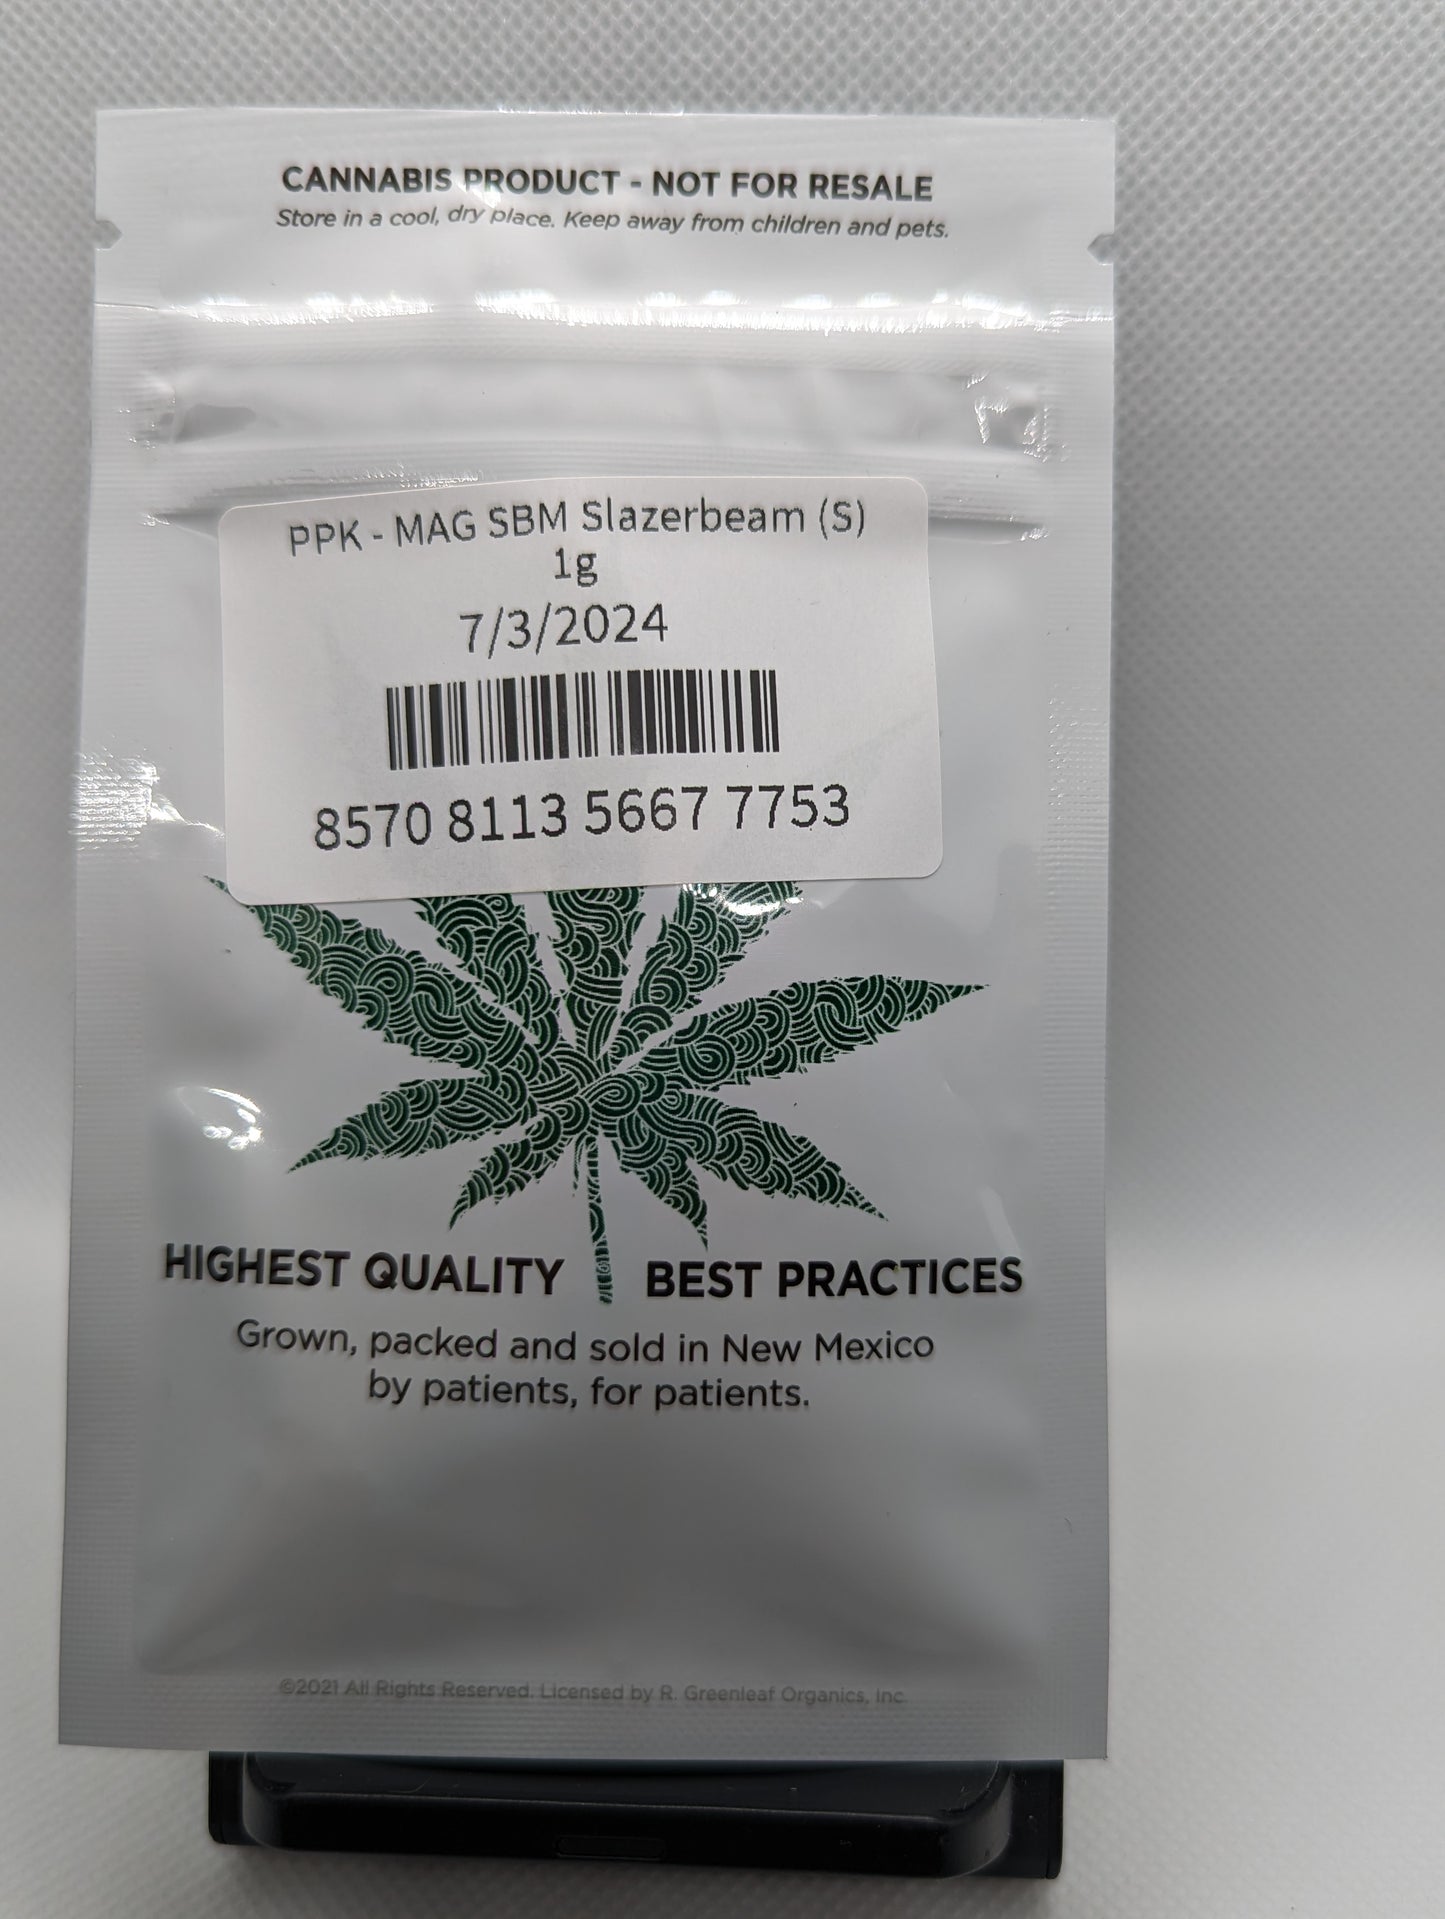 CANNABIS PRODUCT - NOT FOR RESALE
Store in a cool, dry place. Keep away from children and pets.
PPK - MAG SBM Slazerbeam (S)
1g
7/3/2024
8570 8113 5667 7753
HIGHEST QUALITY BEST PRACTICES
Grown, packed and sold in New Mexico
by patients, for patients.
©2021 All Rights Reserved. Licensed by R. Greenleaf Organics, Inc.